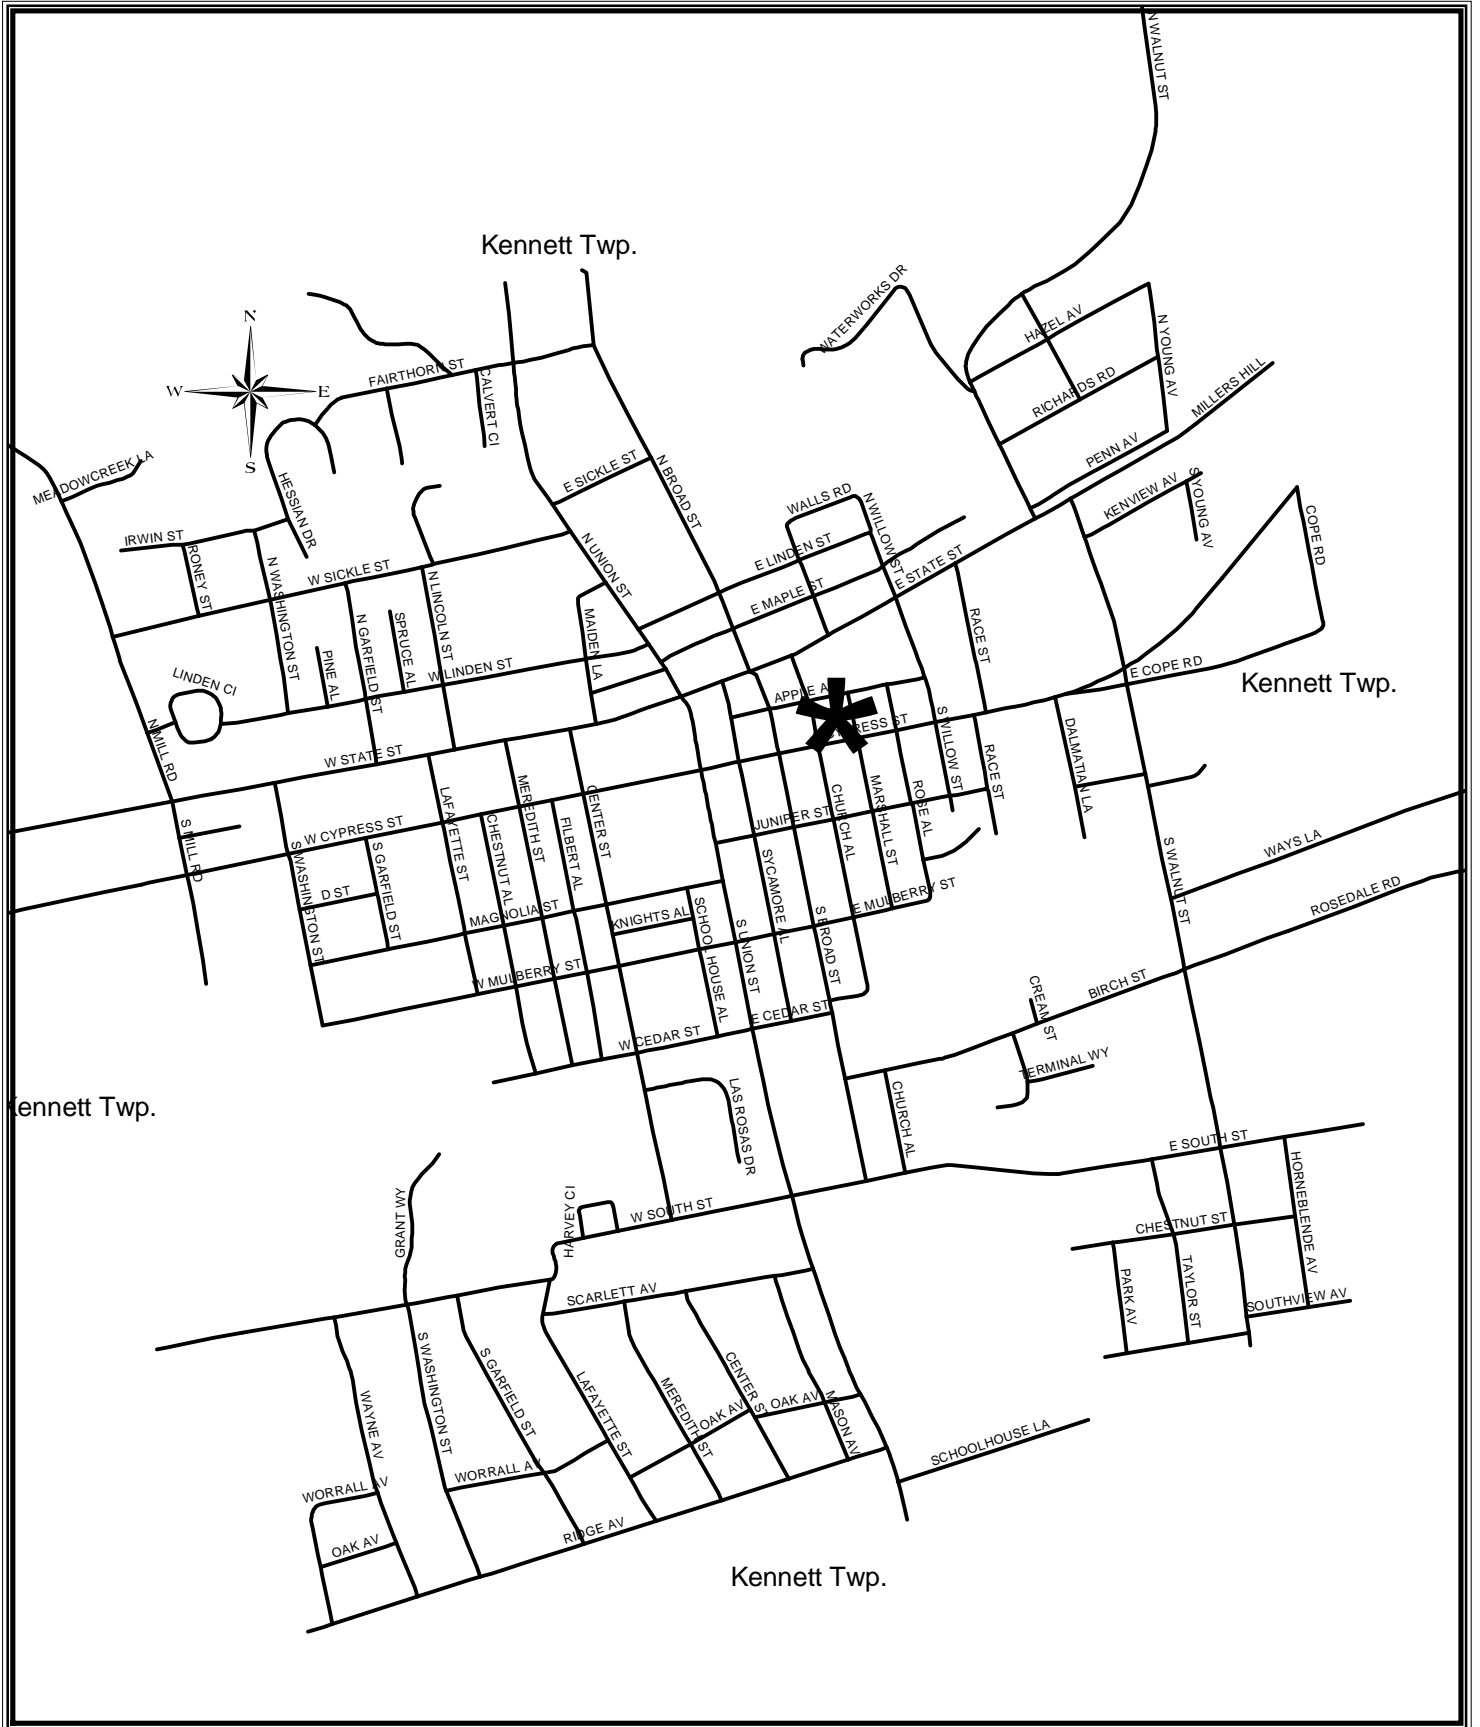 N WALNUT ST
Kennett Twp.
WATERWORKS DR
HAZEL AV
N YOUNG AV
RICHARDS RD
MILLERS HILL
PENN AV
N
W
E
S
FAIRTHORN ST
CALVERT CI
MEADOWCREEK LA
HESSIAN DR
E SICKLE ST
N BROAD ST
WALLS RD
N WILLOW ST
KENVIEW AV
S YOUNG AV
COPE RD
IRWIN ST
RONEY ST
N WASHINGTON ST
W SICKLE ST
N LINCOLN ST
N UNION ST
E LINDEN ST
E MAPLE ST
E STATE ST
RACE ST
N GARFIELD ST
SPRUCE AL
PINE AL
MAIDEN LA
W LINDEN ST
LINDEN CI
E COPE RD
Kennett Twp.
N MILL RD
W STATE ST
APPLE A
RESS ST
S WILLOW ST
RACE ST
DALMATIAN LA
S MILL RD
W CYPRESS ST
LAFAYETTE ST
CHESTNUT AL
MEREDITH ST
FILBERT AL
CENTER ST
JUNIPER ST
CHURCH AL
MARSHALL ST
ROSE AL
S WASHINGTON ST
D ST
S GARFIELD ST
MAGNOLIA ST
KNIGHTS AL
SCHOOL HOUSE AL
S UNION ST
SYCAMORE AL
S BROAD ST
E MULBERRY ST
S WALNUT ST
WAYS LA
ROSEDALE RD
W MULBERRY ST
W CEDAR ST
E CEDAR ST
CREAM ST
BIRCH ST
TERMINAL WY
Kennett Twp.
LAS ROSAS DR
CHURCH AL
E SOUTH ST
HORNEBLENDE AV
GRANT WY
HARVEY CI
W SOUTH ST
CHESTNUT ST
PARK AV
TAYLOR ST
SOUTHVIEW AV
SCARLETT AV
WAYNE AV
S WASHINGTON ST
S GARFIELD ST
LAFAYETTE ST
MEREDITH ST
CENTER ST
OAK AV
OAK AV
MASON AV
SCHOOLHOUSE LA
WORRALL AV
WORRALL AV
OAK AV
RIDGE AV
Kennett Twp.